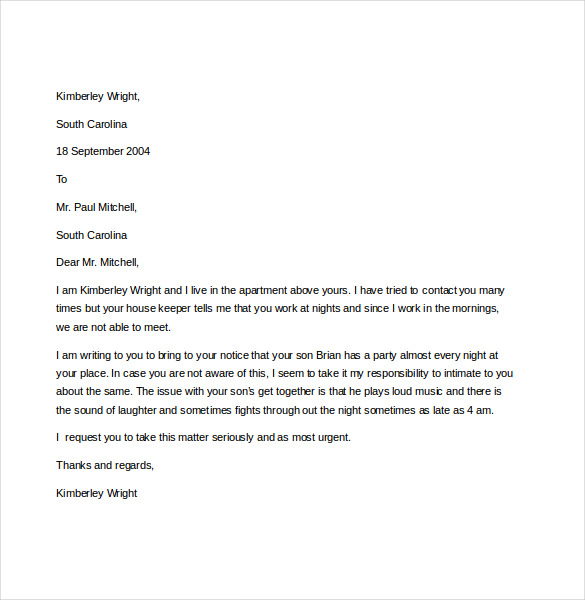 Kimberley Wright,
South Carolina
18 September 2004
To
Mr. Paul Mitchell,
South Carolina
Dear Mr. Mitchell,
I am Kimberley Wright and I live in the apartment above yours. I have tried to contact you many
times but your house keeper tells me that you work at nights and since I work in the mornings,
we are not able to meet.
I am writing to you to bring to your notice that your son Brian has a party almost every night at
your place. In case you are not aware of this, I seem to take it my responsibility to intimate to you
about the same. The issue with your son's get together is that he plays loud music and there is
the sound of laughter and sometimes fights through out the night sometimes as late as 4 am.
I request you to take this matter seriously and as most urgent.
Thanks and regards,
Kimberley Wright